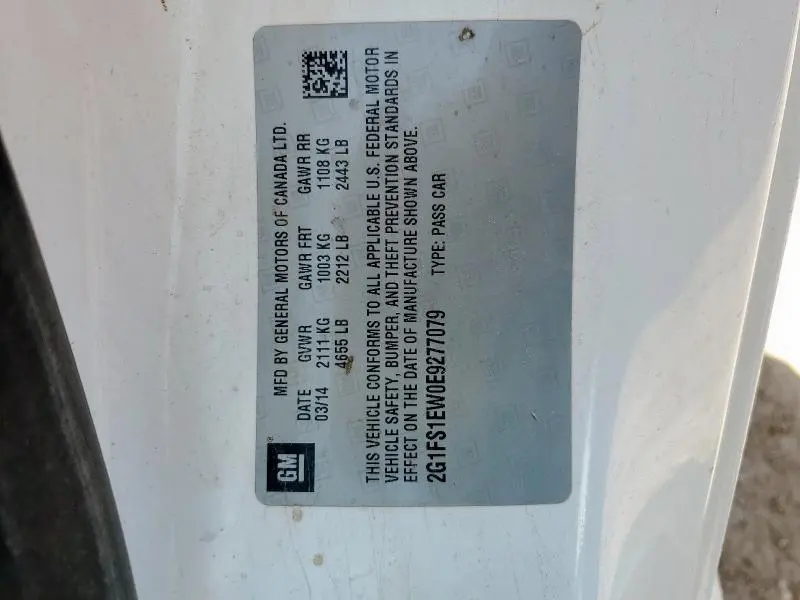 GM
MFD BY GENERAL MOTORS OF CANADA LTD.
DATE GVWR GAWR FRT GAWR RR
03/14 2111 KG 1003 KG 1108 KG
4655 LB 2212 LB 2443 LB
THIS VEHICLE CONFORMS TO ALL APPLICABLE U.S. FEDERAL MOTOR
VEHICLE SAFETY, BUMPER, AND THEFT PREVENTION STANDARDS IN
EFFECT ON THE DATE OF MANUFACTURE SHOWN ABOVE.
2G1FS1EW0E9277079 TYPE: PASS CAR